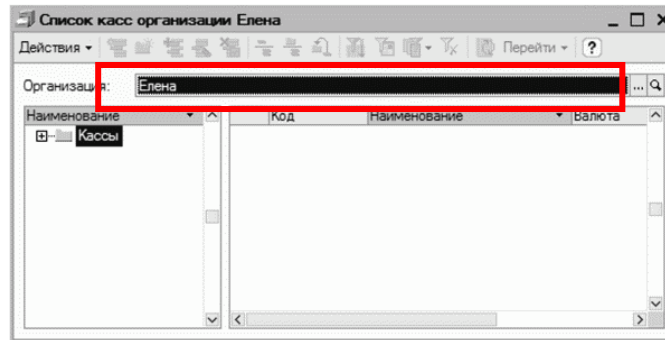 Список касс организации Елена
Действия Перейти ?
Организация: Елена ...
Наименование Код Наименование Валюта
Кассы